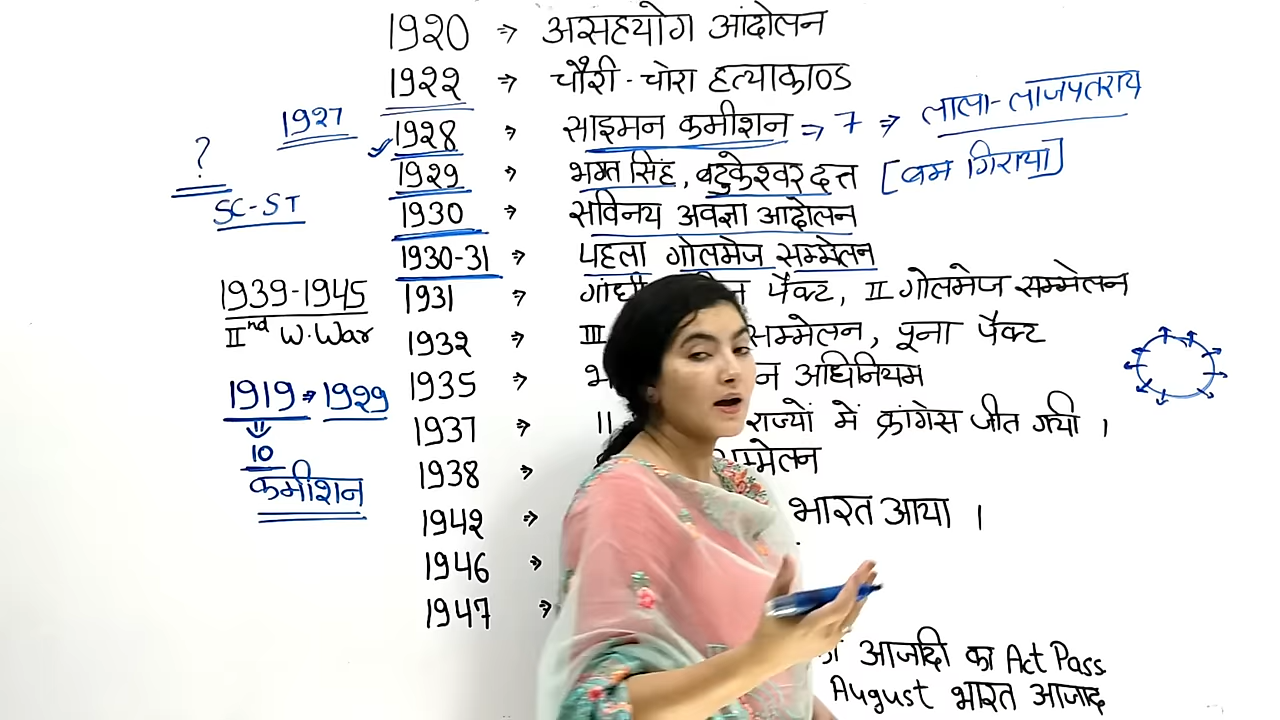 1920 ⇒ असहयोग आंदोलन
1922 ⇒ चौरी-चोरा हत्याकाण्ड
1927
1928 ⇒ साइमन कमीशन ⇒ 7 ⇒ लाला-लाजपतराय
?
1929 ⇒ भगत सिंह, बटुकेश्वर दत्त [बम गिराया]
SC-ST
1930 ⇒ सविनय अवज्ञा आंदोलन
1930-31 ⇒ पहला गोलमेज सम्मेलन
1939-1945
IInd W.War
1931 ⇒ गांधी पैक्ट, II गोलमेज सम्मेलन
1932 ⇒ III सम्मेलन, पूना पैक्ट
1935 ⇒ अधिनियम
1919 ⇒ 1929
10
कमीशन
1937 ⇒ 11 राज्यों में कांग्रेस जीत गयी ।
1938 ⇒ सम्मेलन
1942 ⇒ भारत आया ।
1946 ⇒
1947 ⇒
आजादी का Act Pass
August भारत आजाद